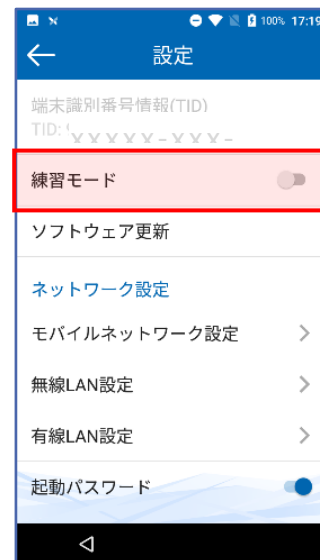 100% 17:19
設定
端末識別番号情報(TID)
TID:
XXXXX-XXX-
練習モード
ソフトウェア更新
ネットワーク設定
モバイルネットワーク設定
無線LAN設定
有線LAN設定
起動パスワード